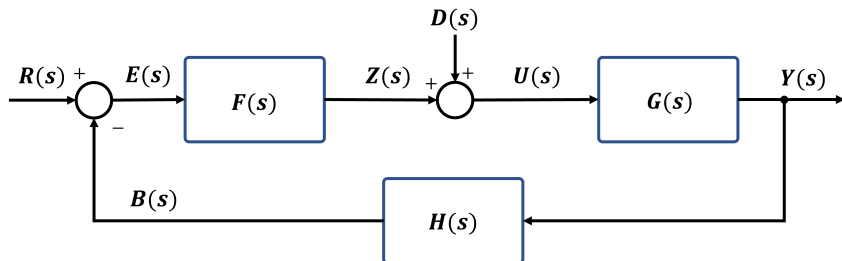 D(s)
R(s) + E(s) F(s) Z(s) + + U(s) G(s) Y(s)
−
B(s) H(s)